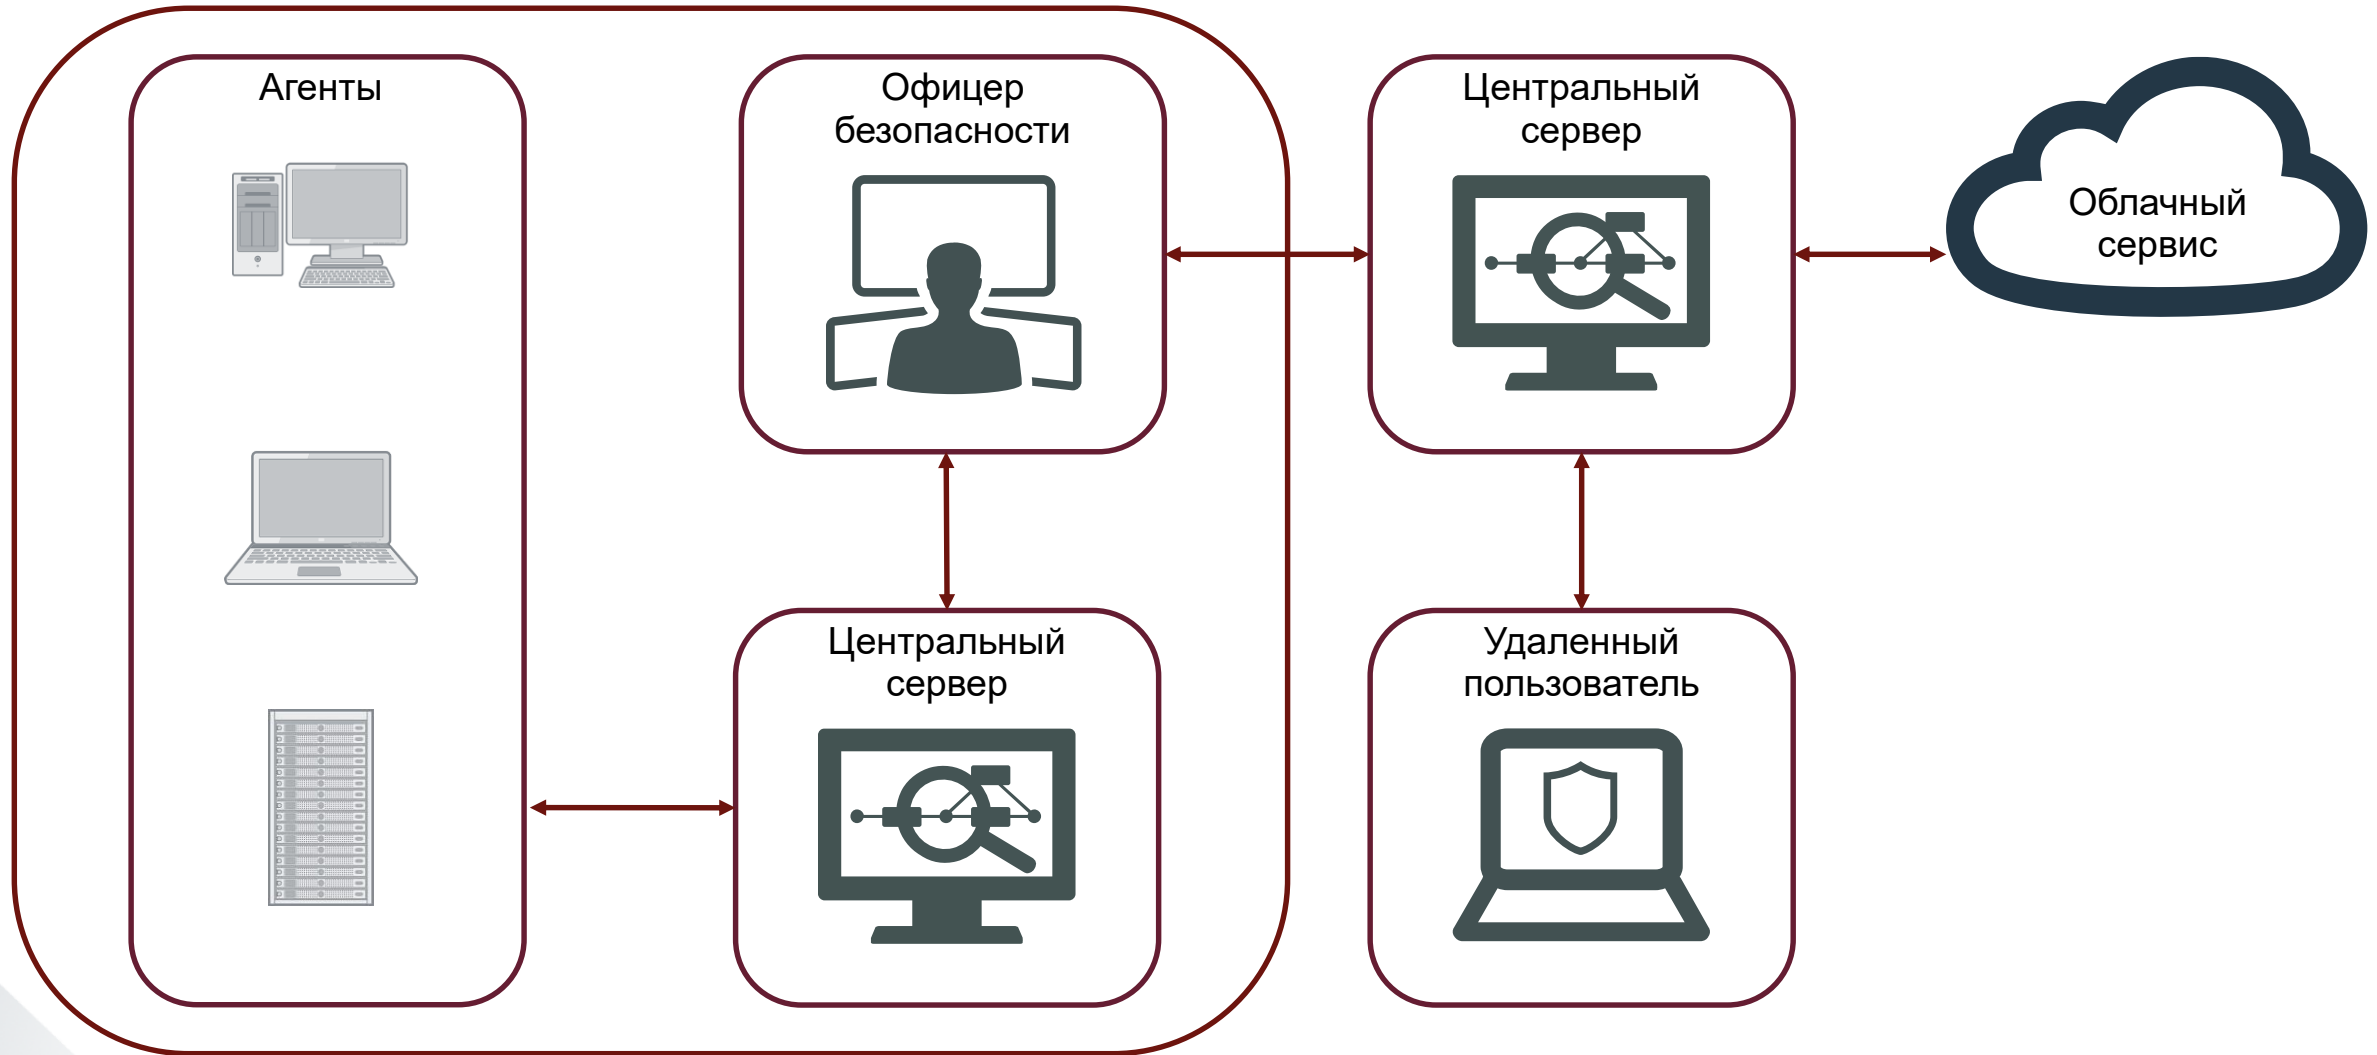 Агенты
Офицер
безопасности
Центральный
сервер
Облачный
сервис
Центральный
сервер
Удаленный
пользователь